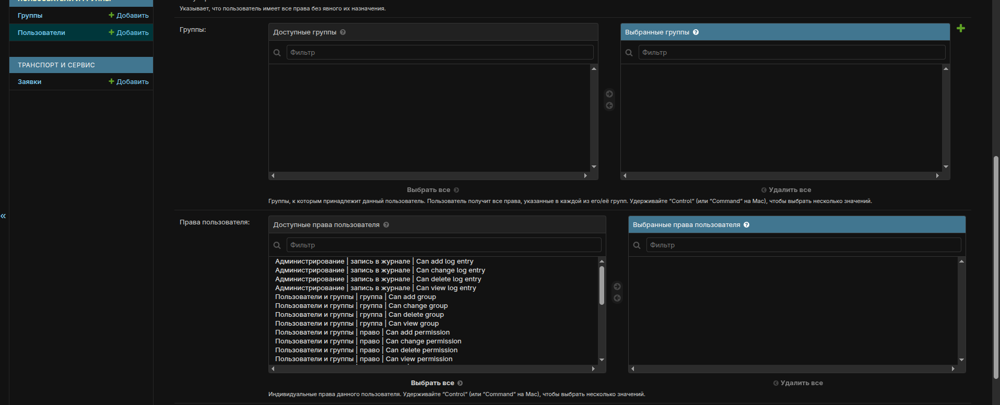 ПОЛЬЗОВАТЕЛИ И ГРУППЫ
Указывает, что пользователь имеет все права без явного их назначения.
Группы
Добавить
Пользователи
Добавить
ТРАНСПОРТ И СЕРВИС
Заявки
Добавить
«
Группы:
Доступные группы ?
Фильтр
Выбрать все
Выбранные группы ?
Фильтр
Удалить все
Группы, к которым принадлежит данный пользователь. Пользователь получит все права, указанные в каждой из его/её групп. Удерживайте “Control“ (или “Command“ на Mac), чтобы выбрать несколько значений.
Права пользователя:
Доступные права пользователя ?
Фильтр
Администрирование | запись в журнале | Can add log entry
Администрирование | запись в журнале | Can change log entry
Администрирование | запись в журнале | Can delete log entry
Администрирование | запись в журнале | Can view log entry
Пользователи и группы | группа | Can add group
Пользователи и группы | группа | Can change group
Пользователи и группы | группа | Can delete group
Пользователи и группы | группа | Can view group
Пользователи и группы | право | Can add permission
Пользователи и группы | право | Can change permission
Пользователи и группы | право | Can delete permission
Пользователи и группы | право | Can view permission
Выбрать все
Выбранные права пользователя ?
Фильтр
Удалить все
Индивидуальные права данного пользователя. Удерживайте “Control“ (или “Command“ на Mac), чтобы выбрать несколько значений.